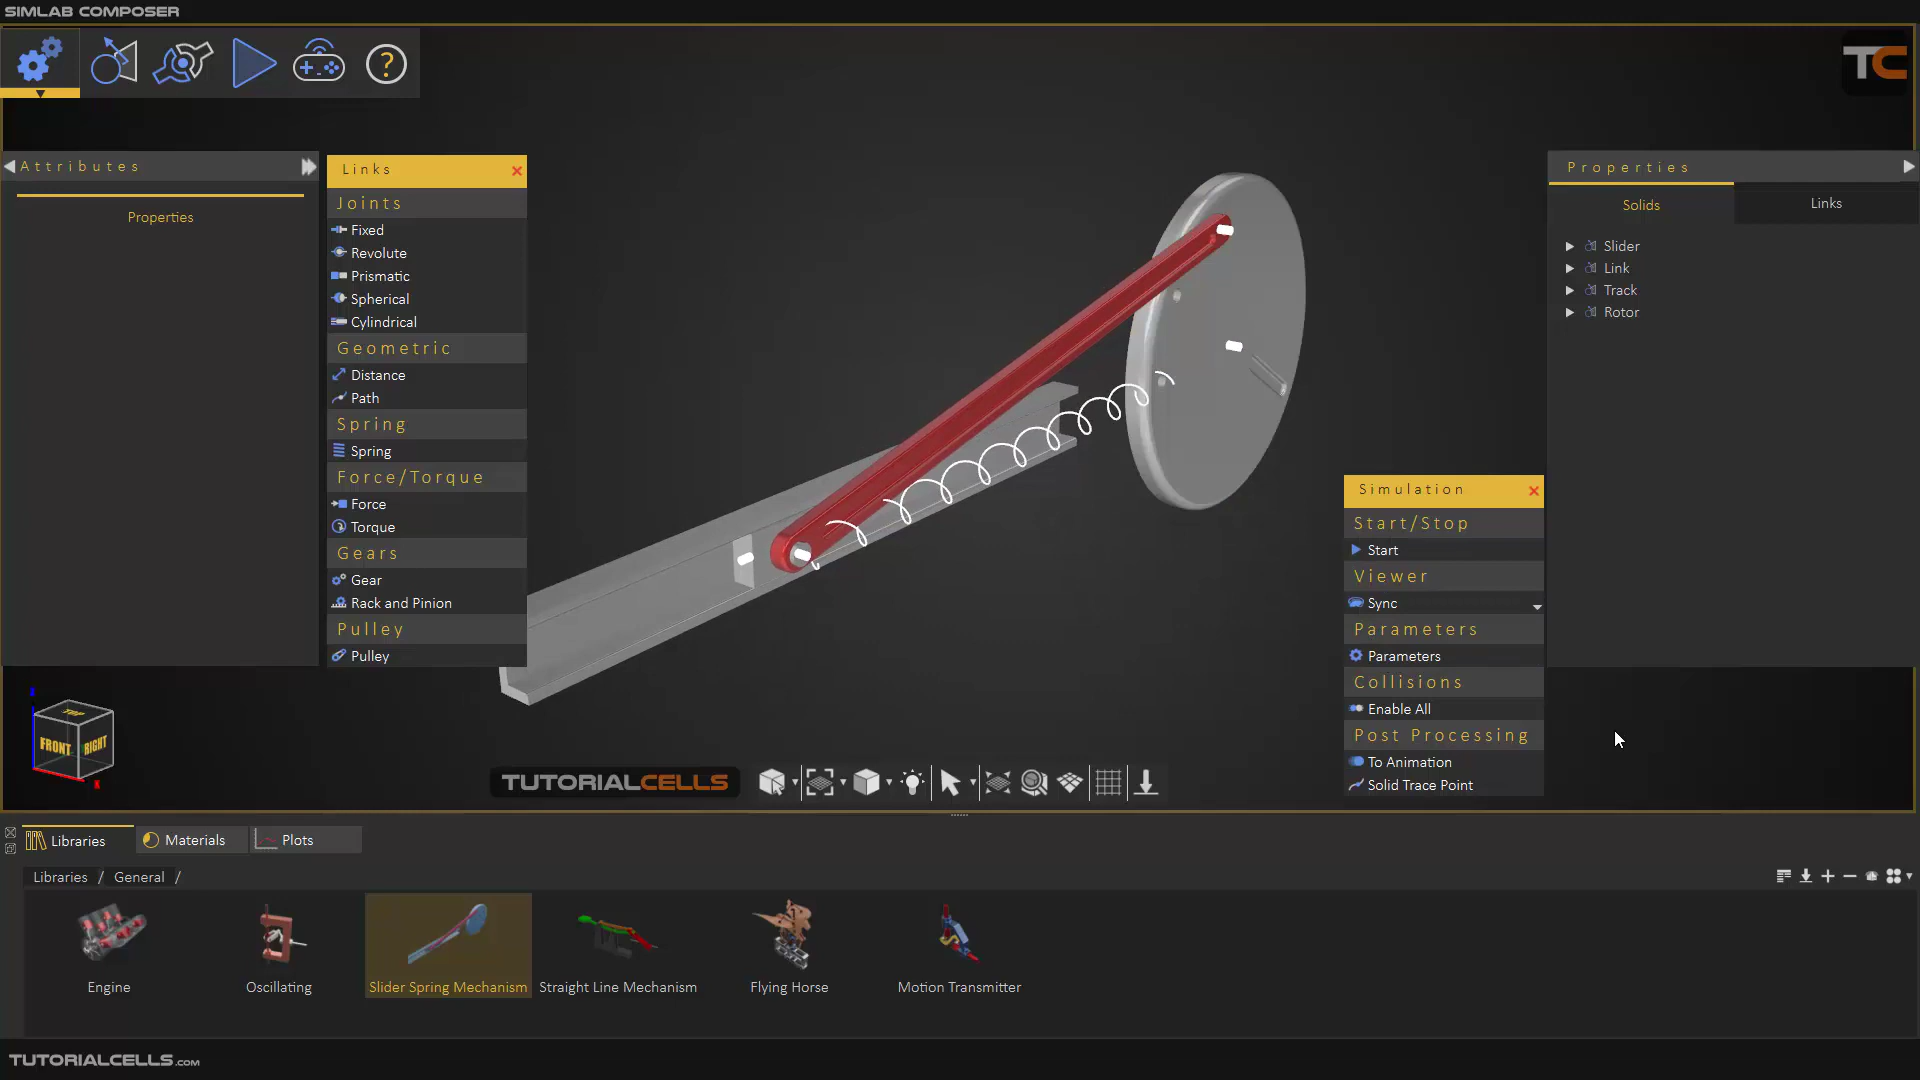 SIMLAB COMPOSER
TC
Attributes
Properties
Links
Joints
Fixed
Revolute
Prismatic
Spherical
Cylindrical
Geometric
Distance
Path
Spring
Spring
Force/Torque
Force
Torque
Gears
Gear
Rack and Pinion
Pulley
Pulley
Properties
Solids
Links
Slider
Link
Track
Rotor
Simulation
Start/Stop
Start
Viewer
Sync
Parameters
Parameters
Collisions
Enable All
Post Processing
To Animation
Solid Trace Point
TOP
FRONT
RIGHT
TUTORIALCELLS
Libraries
Materials
Plots
Libraries / General /
Engine
Oscillating
Slider Spring Mechanism
Straight Line Mechanism
Flying Horse
Motion Transmitter
TUTORIALCELLS.COM